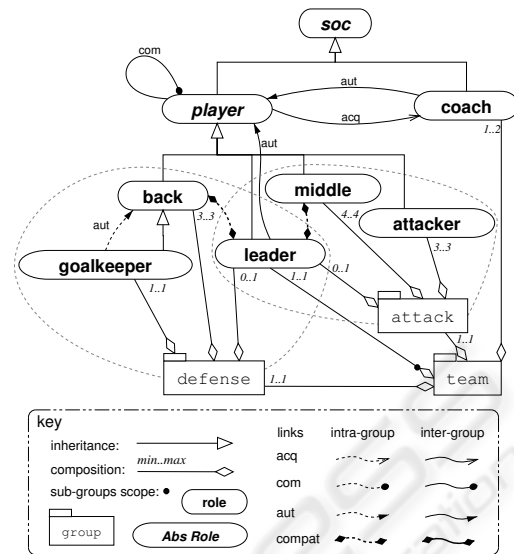 soc
com
aut
player
acq
coach
1..2
aut
middle
back
4..4
attacker
3..3
aut
leader
3..3
goalkeeper
0..1
1..1
0..1
1..1
attack
1..1
defense
1..1
team
key
inheritance:
composition:
min..max
sub-groups scope:
role
group
Abs Role
links intra-group inter-group
acq
com
aut
compat